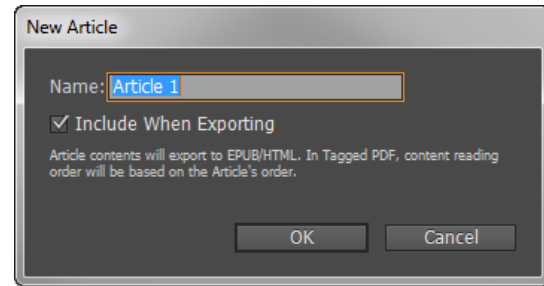 New Article
Name: Article 1
Include When Exporting
Article contents will export to EPUB/HTML. In Tagged PDF, content reading
order will be based on the Article's order.
OK Cancel